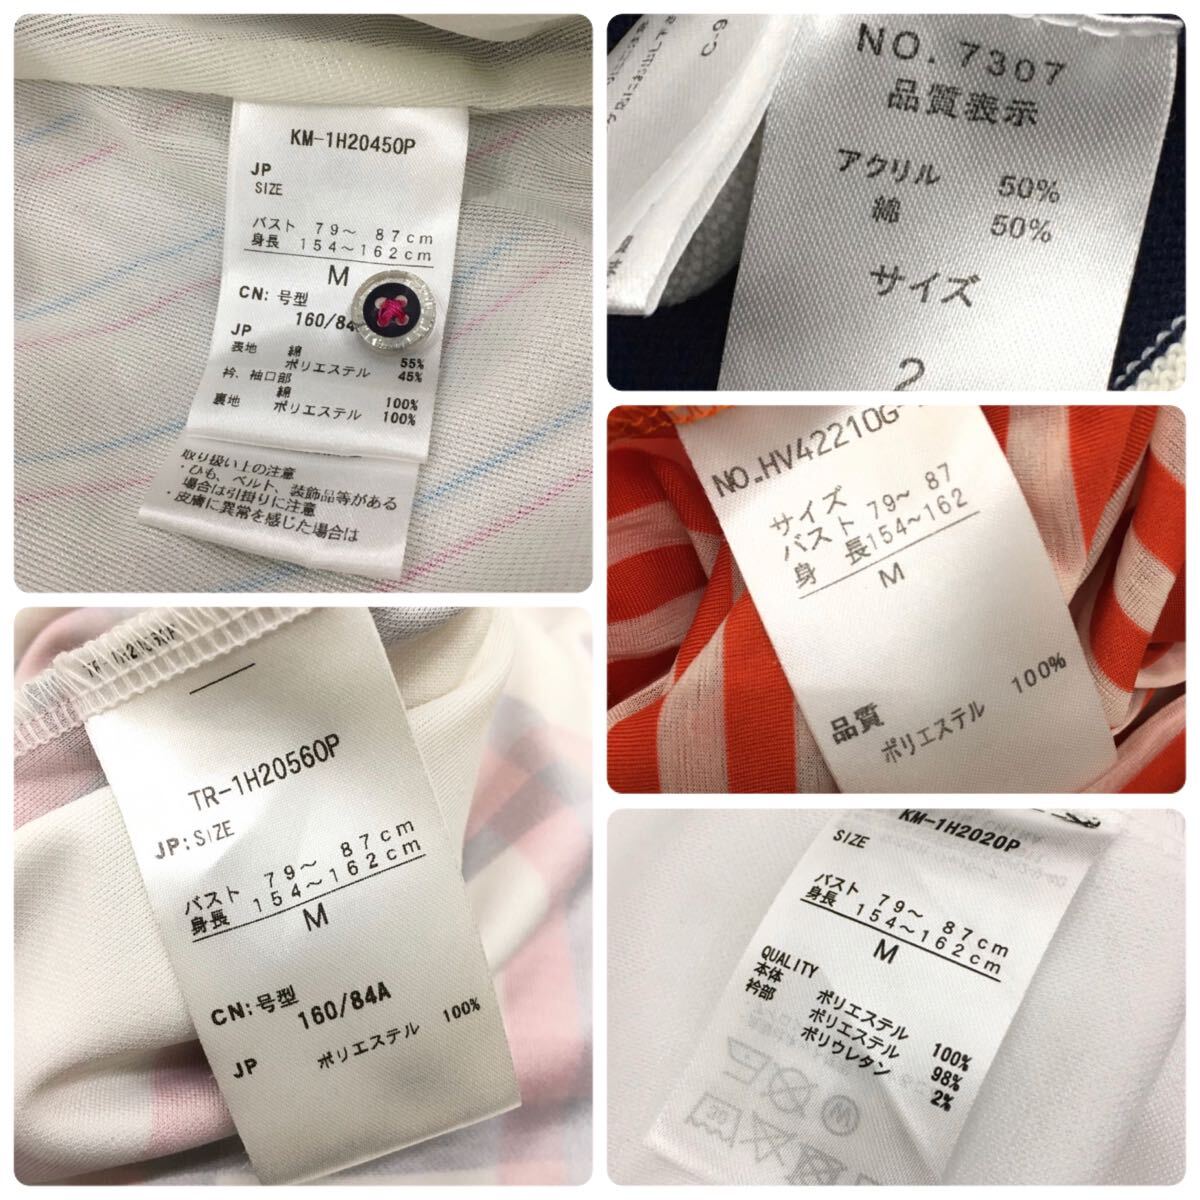 KM-1H20450P
JP
SIZE
バスト 79～ 87cm
身長 154～162cm
M
CN: 号型
160/84
JP
表地 綿 55%
ポリエステル 45%
衿、袖口部
綿 100%
裏地 ポリエステル 100%
取り扱い上の注意
・ひも、ベルト、装飾品等がある
場合は引掛りに注意
・皮膚に異常を感じた場合は
C-9
NO. 7307
品質表示
アクリル 50%
綿 50%
サイズ
2
NO_HV42210G-
サイズ
バスト 79～ 87
身 長154～162
M
品質
ポリエステル 100%
TR-1H20560P
JP:SIZE
バスト 79～ 87cm
身長 154～162cm
M
CN:号型
160/84A
JP ポリエステル 100%
KM-1H2020P
SIZE
バスト 79～ 87cm
身長 154～162cm
M
QUALITY
本体 ポリエステル 100%
衿部 ポリエステル 98%
ポリウレタン 2%
W